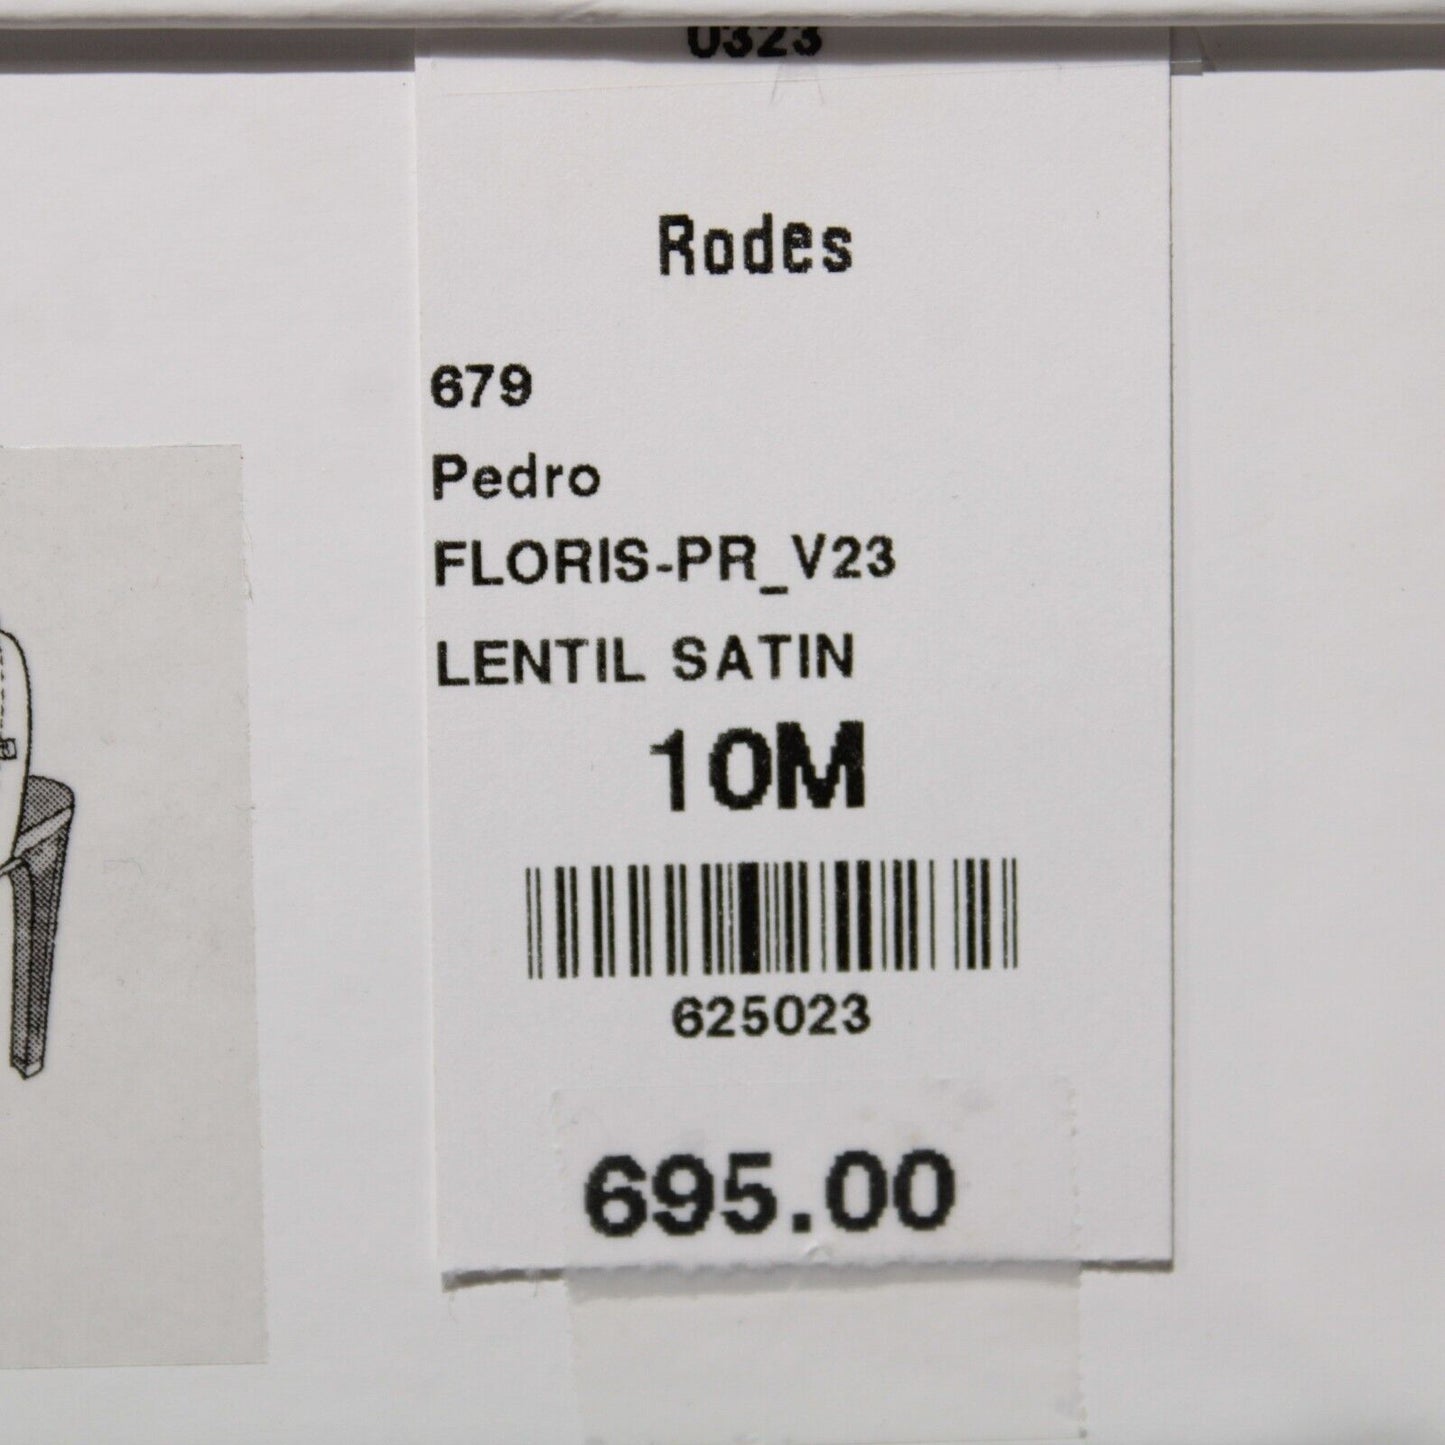 0323
Rodes
679
Pedro
FLORIS-PR_V23
LENTIL SATIN
10M
625023
695.00